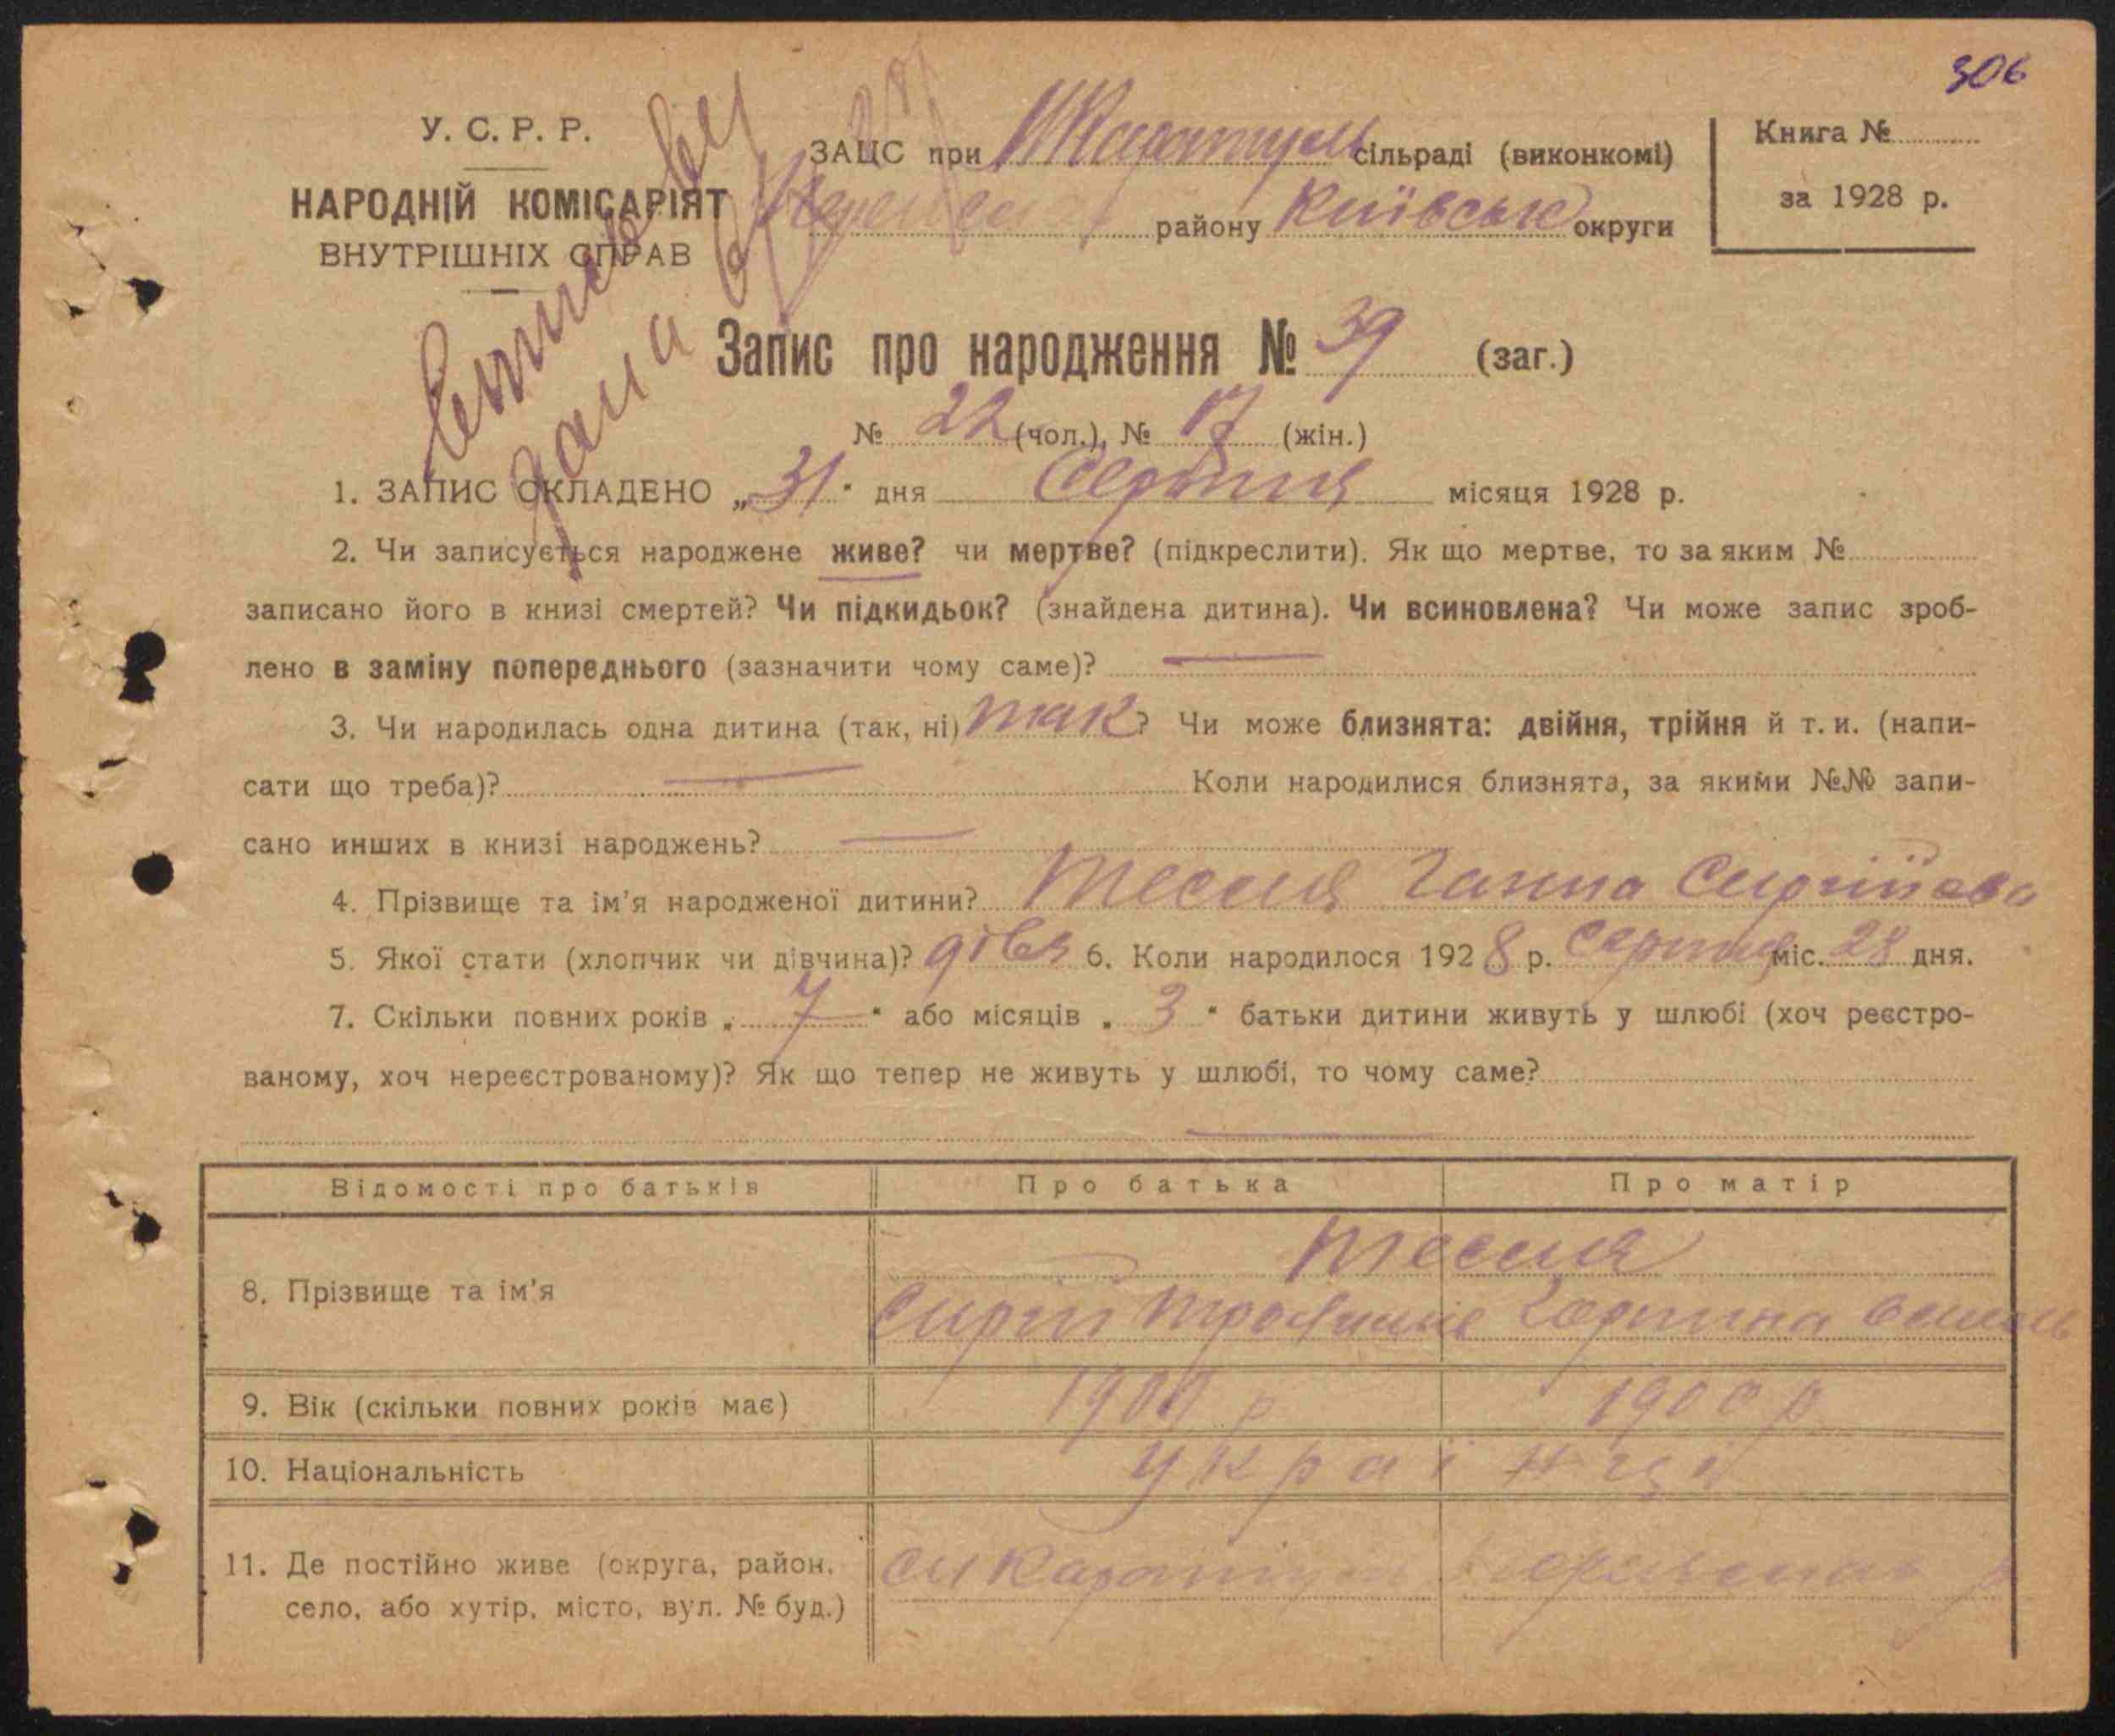 306
У. С. Р. Р.
НАРОДНІЙ КОМІСАРІЯТ
ВНУТРІШНІХ СПРАВ
ЗАЦС при сільраді (виконкомі)
району Київськ округи
Книга №
за 1928 р.
Запис про народження № 39 (заг.)
№ 22 (чол.), № 17 (жін.)
1. ЗАПИС СКЛАДЕНО „31" дня Серпня місяця 1928 р.
2. Чи записується народжене живе? чи мертве? (підкреслити). Як що мертве, то за яким №
записано його в книзі смертей? Чи підкидьок? (знайдена дитина). Чи всиновлена? Чи може запис зроб-
лено в заміну попереднього (зазначити чому саме)? —
3. Чи народилась одна дитина (так, ні) так? Чи може близнята: двійня, трійня й т. и. (напи-
сати що треба)? — Коли народилися близнята, за якими №№ запи-
сано инших в книзі народжень? —
4. Прізвище та ім'я народженої дитини? Тесля Ганна
5. Якої стати (хлопчик чи дівчина)? 6. Коли народилося 1928 р. Серпня міс. 28 дня.
7. Скільки повних років „7" або місяців „3" батьки дитини живуть у шлюбі (хоч реєстро-
ваному, хоч нереєстрованому)? Як що тепер не живуть у шлюбі, то чому саме?
—
Відомості про батьків Про батька Про матір
8. Прізвище та ім'я Тесля
9. Вік (скільки повних років має) 1900 р
10. Національність Українці
11. Де постійно живе (округа, район,
село, або хутір, місто, вул. № буд.)